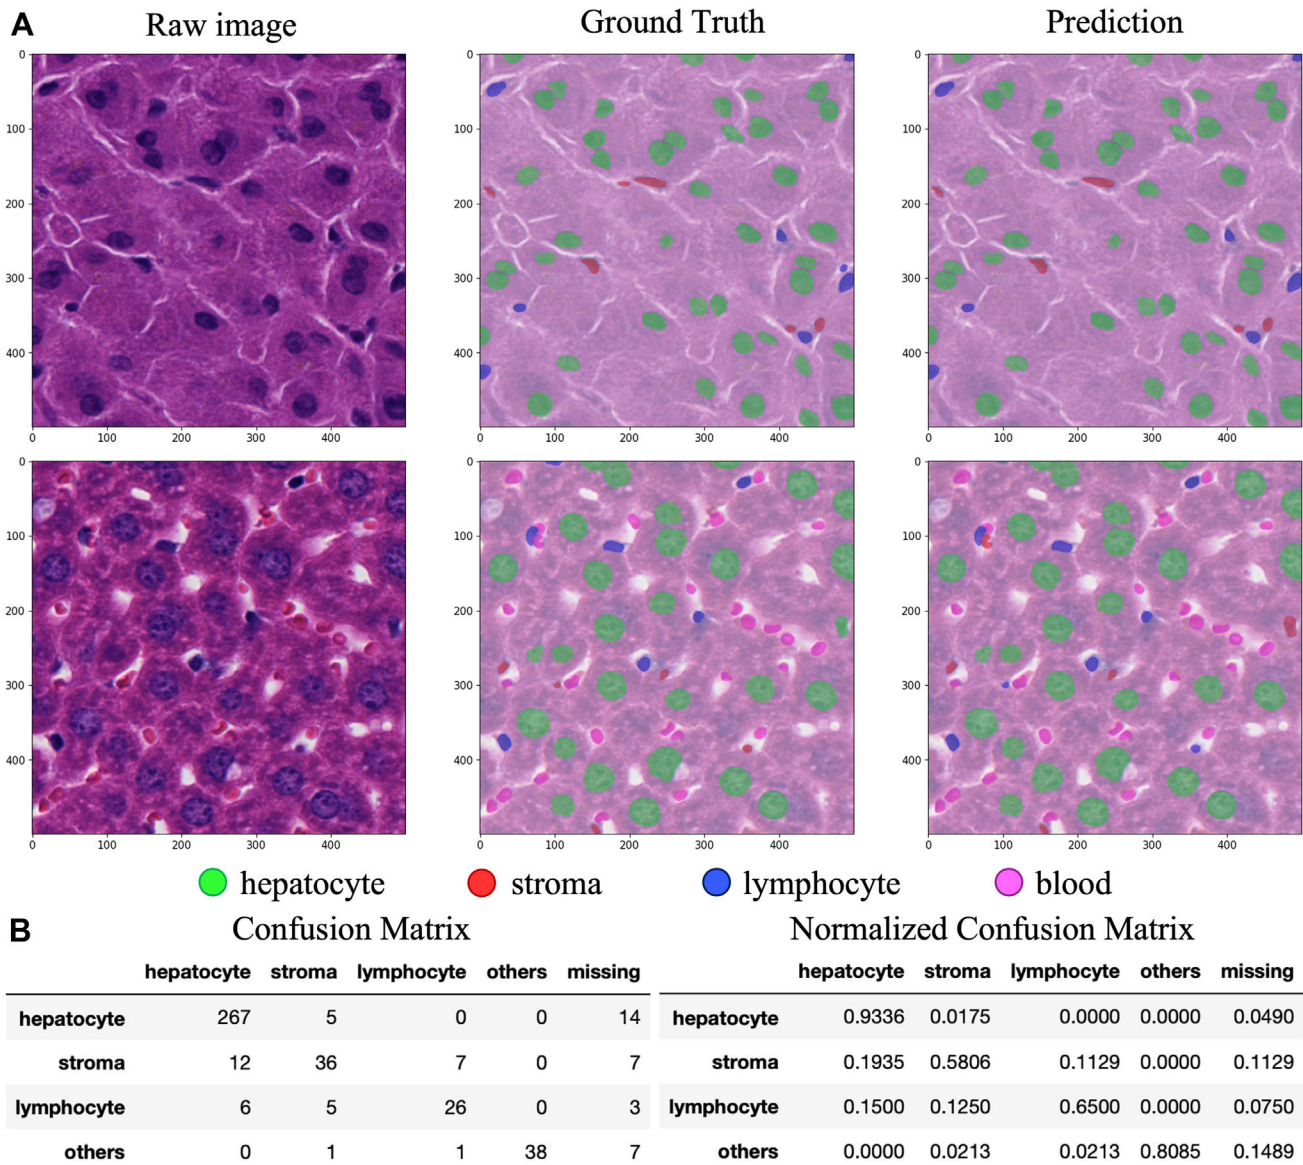 A Raw image Ground Truth Prediction
0 0 0
100 100 100
200 200 200
300 300 300
400 400 400
0 100 200 300 400 0 100 200 300 400 0 100 200 300 400
0 0 0
100 100 100
200 200 200
300 300 300
400 400 400
0 100 200 300 400 0 100 200 300 400 0 100 200 300 400
hepatocyte stroma lymphocyte blood
B Confusion Matrix Normalized Confusion Matrix
hepatocyte stroma lymphocyte others missing hepatocyte stroma lymphocyte others missing
hepatocyte 267 5 0 0 14 hepatocyte 0.9336 0.0175 0.0000 0.0000 0.0490
stroma 12 36 7 0 7 stroma 0.1935 0.5806 0.1129 0.0000 0.1129
lymphocyte 6 5 26 0 3 lymphocyte 0.1500 0.1250 0.6500 0.0000 0.0750
others 0 1 1 38 7 others 0.0000 0.0213 0.0213 0.8085 0.1489